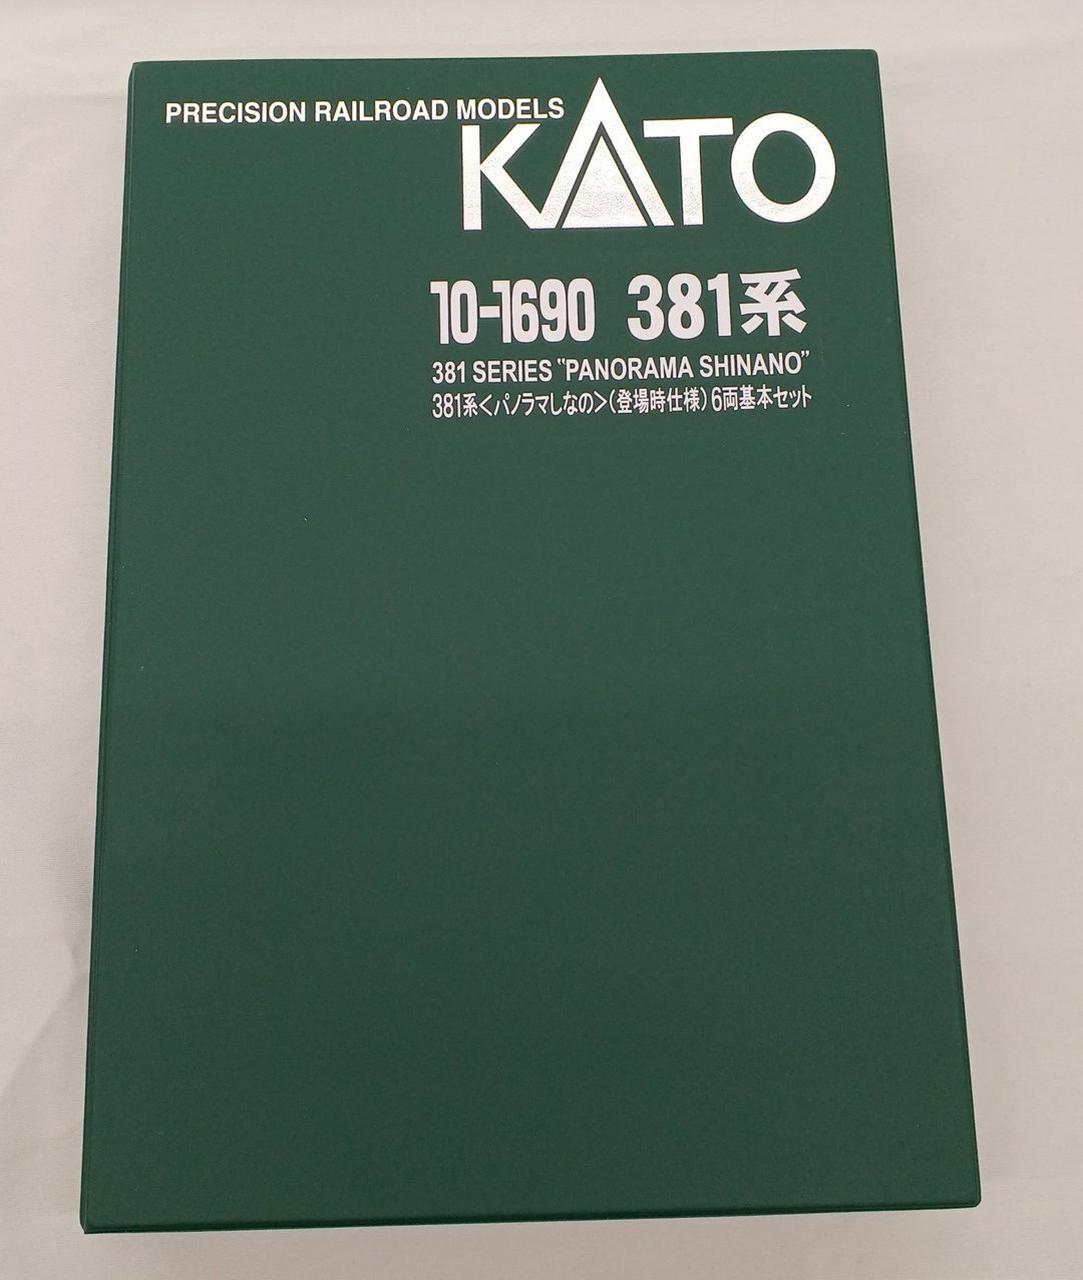 PRECISION RAILROAD MODELS
KATO
10-1690 381系
381 SERIES "PANORAMA SHINANO"
381系<パノラマしなの>(登場時仕様)6両基本セット